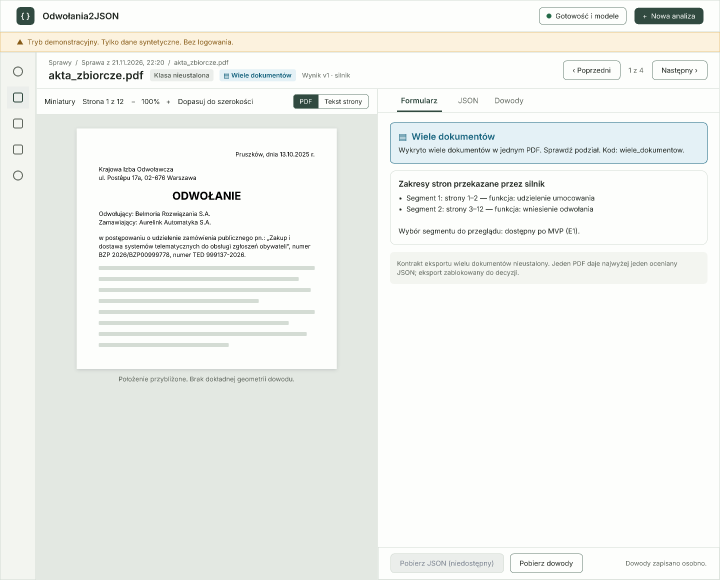 { } Odwołania2JSON
Gotowość i modele
+ Nowa analiza
▲ Tryb demonstracyjny. Tylko dane syntetyczne. Bez logowania.
Sprawy / Sprawa z 21.11.2026, 22:20 / akta_zbiorcze.pdf
akta_zbiorcze.pdf Klasa nieustalona Wiele dokumentów Wynik v1 · silnik
‹ Poprzedni 1 z 4 Następny ›
Miniatury Strona 1 z 12 − 100% + Dopasuj do szerokości PDF Tekst strony
Pruszków, dnia 13.10.2025 r.
Krajowa Izba Odwoławcza
ul. Postępu 17a, 02-676 Warszawa
ODWOŁANIE
Odwołujący: Belmoria Rozwiązania S.A.
Zamawiający: Aurelink Automatyka S.A.
w postępowaniu o udzielenie zamówienia publicznego pn.: „Zakup i
dostawa systemów telematycznych do obsługi zgłoszeń obywateli”, numer
BZP 2026/BZP00999778, numer TED 999137-2026.
Położenie przybliżone. Brak dokładnej geometrii dowodu.
Formularz JSON Dowody
Wiele dokumentów
Wykryto wiele dokumentów w jednym PDF. Sprawdź podział. Kod: wiele_dokumentow.
Zakresy stron przekazane przez silnik
• Segment 1: strony 1–2 — funkcja: udzielenie umocowania
• Segment 2: strony 3–12 — funkcja: wniesienie odwołania
Wybór segmentu do przeglądu: dostępny po MVP (E1).
Kontrakt eksportu wielu dokumentów nieustalony. Jeden PDF daje najwyżej jeden oceniany
JSON; eksport zablokowany do decyzji.
Pobierz JSON (niedostępny)
Pobierz dowody
Dowody zapisano osobno.